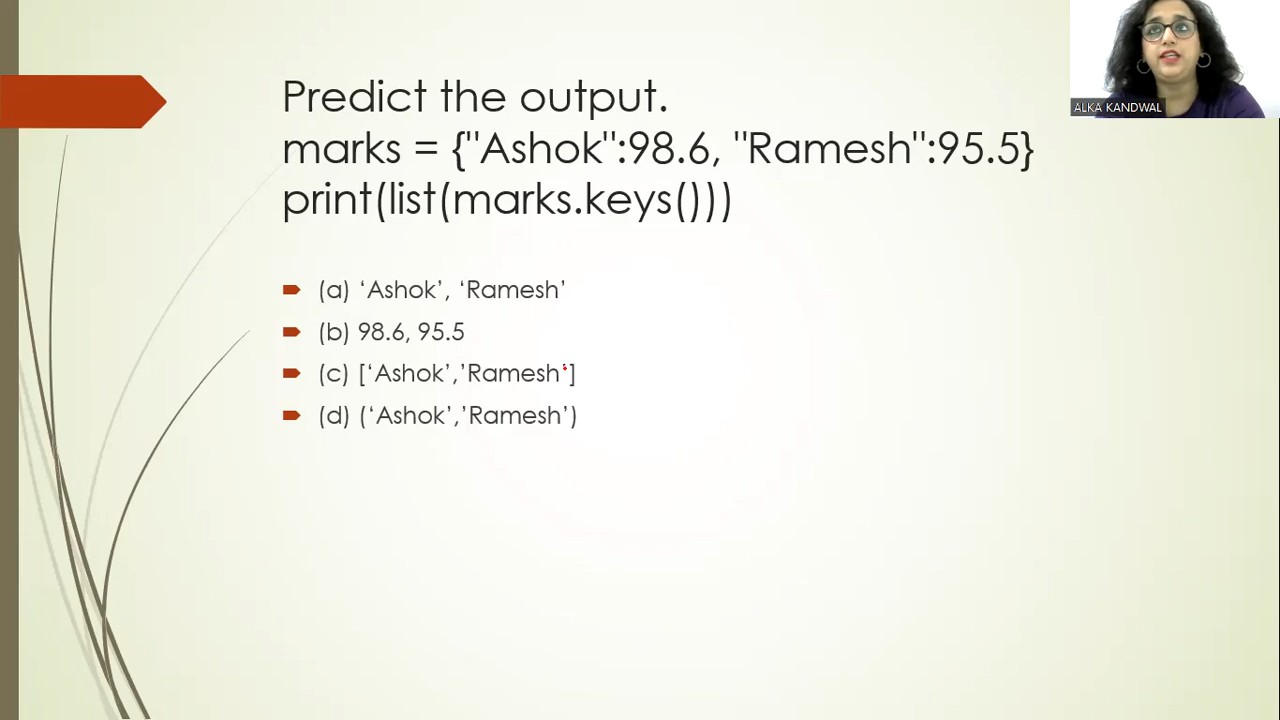 Predict the output.
marks = {"Ashok":98.6, "Ramesh":95.5}
print(list(marks.keys()))
ALKA KANDWAL
(a) ‘Ashok’, ‘Ramesh’
(b) 98.6, 95.5
(c) [‘Ashok’,’Ramesh‘]
(d) (‘Ashok’,’Ramesh’)